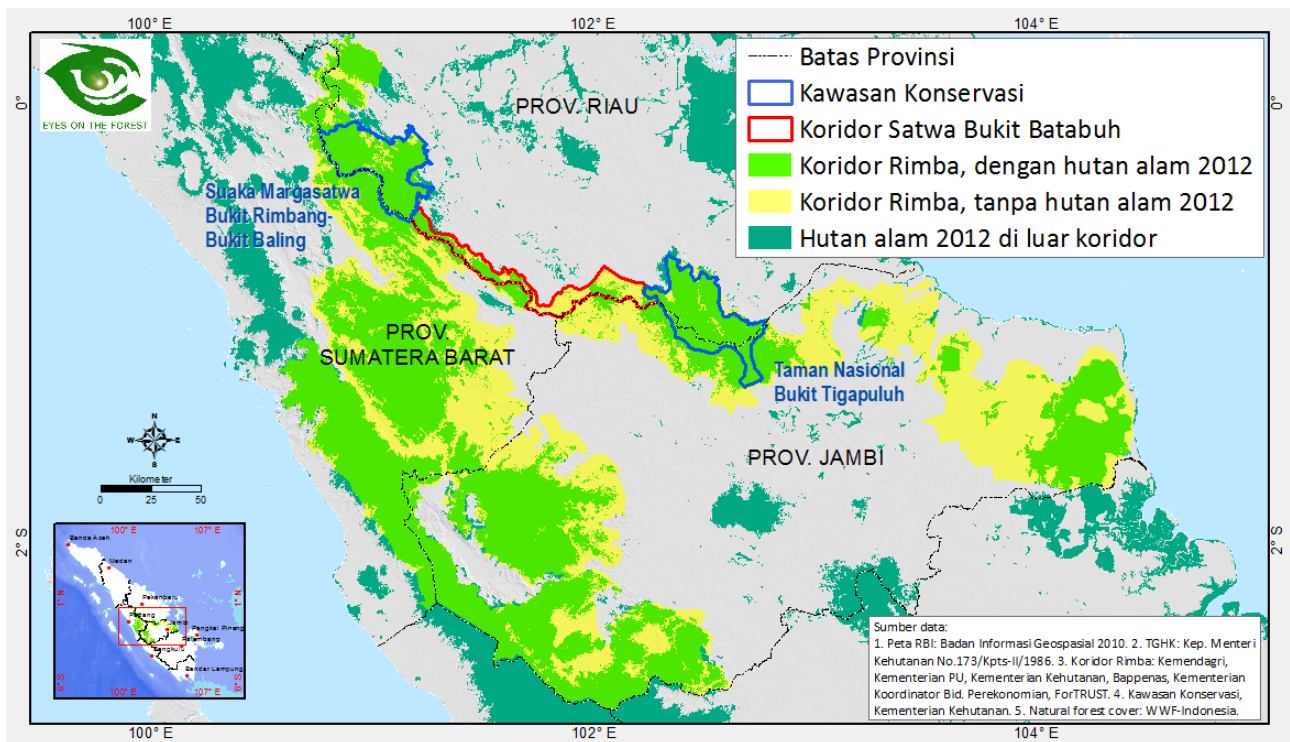 100° E
102° E
104° E
0°
0°
EYES ON THE FOREST
PROV. RIAU
Batas Provinsi
Kawasan Konservasi
Koridor Satwa Bukit Batabuh
Koridor Rimba, dengan hutan alam 2012
Koridor Rimba, tanpa hutan alam 2012
Hutan alam 2012 di luar koridor
Suaka Margasatwa
Bukit Rimbang-
Bukit Baling
PROV.
SUMATERA BARAT
Taman Nasional
Bukit Tigapuluh
PROV. JAMBI
N
W
E
S
Kilometer
0 25 50
2° S
2° S
100° E
107° E
Banda Aceh
Medan
1° N
1° N
Pekanbaru
Padang
Jambi
Pangkal Pinang
Palembang
Bengkulu
Bandar Lampung
6° S
6° S
100° E
107° E
Sumber data:
1. Peta RBI: Badan Informasi Geospasial 2010. 2. TGHK: Kep. Menteri
Kehutanan No.173/Kpts-II/1986. 3. Koridor Rimba: Kemendagri,
Kementerian PU, Kementerian Kehutanan, Bappenas, Kementerian
Koordinator Bid. Perekonomian, ForTRUST. 4. Kawasan Konservasi,
Kementerian Kehutanan. 5. Natural forest cover: WWF-Indonesia.
100° E
102° E
104° E